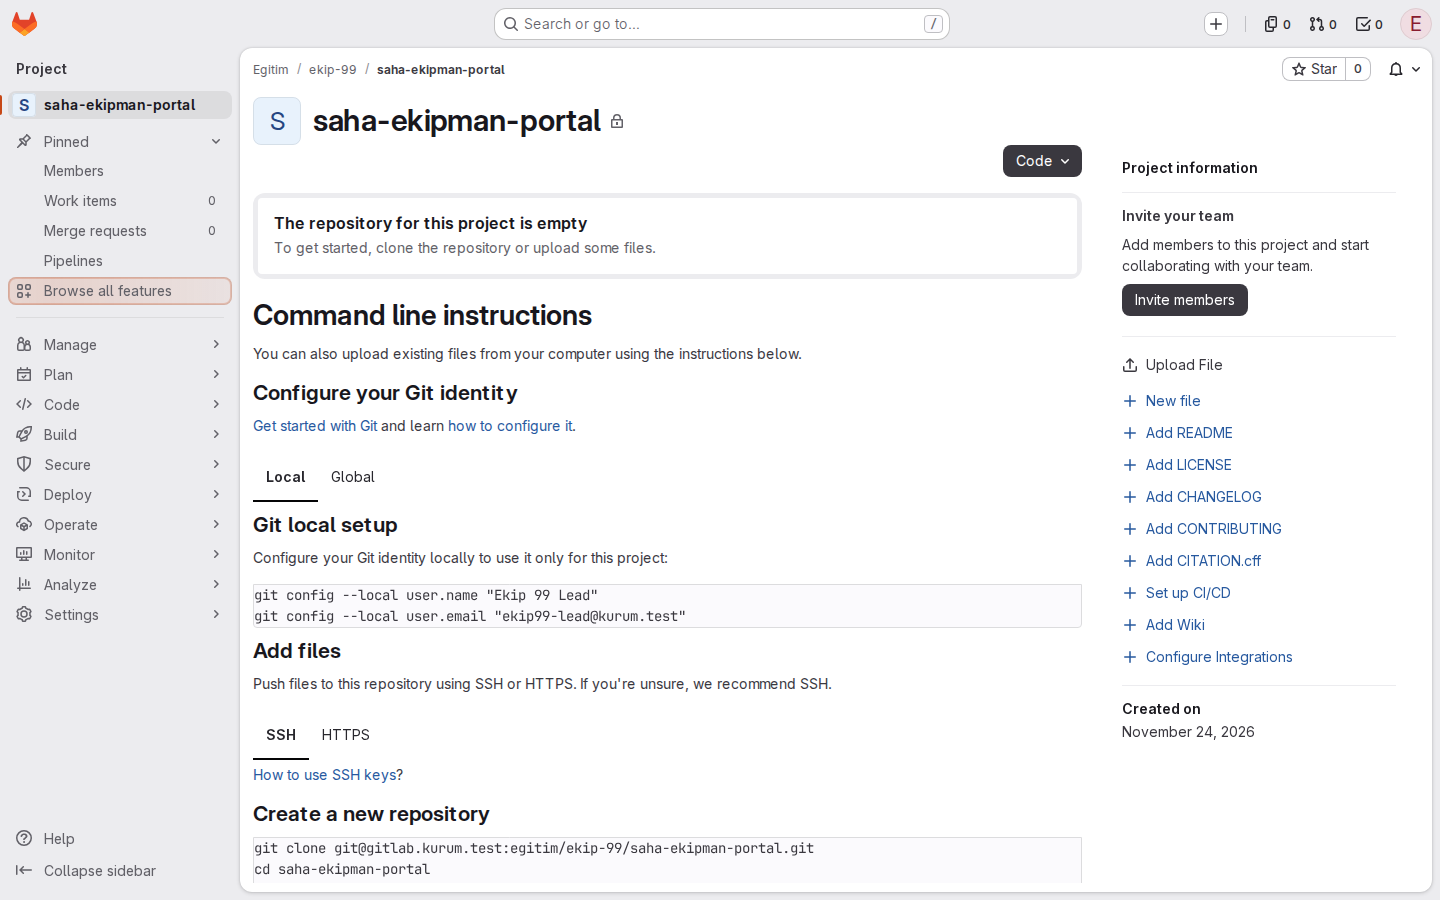 Search or go to...
/
0
0
0
E
Project
S saha-ekipman-portal
Pinned
Members
Work items 0
Merge requests 0
Pipelines
Browse all features
Manage
Plan
Code
Build
Secure
Deploy
Operate
Monitor
Analyze
Settings
Help
Collapse sidebar
Egitim / ekip-99 / saha-ekipman-portal
Star 0
S saha-ekipman-portal
Code
The repository for this project is empty
To get started, clone the repository or upload some files.
Command line instructions
You can also upload existing files from your computer using the instructions below.
Configure your Git identity
Get started with Git and learn how to configure it.
Local Global
Git local setup
Configure your Git identity locally to use it only for this project:
git config --local user.name "Ekip 99 Lead"
git config --local user.email "ekip99-lead@kurum.test"
Add files
Push files to this repository using SSH or HTTPS. If you're unsure, we recommend SSH.
SSH HTTPS
How to use SSH keys?
Create a new repository
git clone git@gitlab.kurum.test:egitim/ekip-99/saha-ekipman-portal.git
cd saha-ekipman-portal
Project information
Invite your team
Add members to this project and start
collaborating with your team.
Invite members
Upload File
New file
Add README
Add LICENSE
Add CHANGELOG
Add CONTRIBUTING
Add CITATION.cff
Set up CI/CD
Add Wiki
Configure Integrations
Created on
November 24, 2026